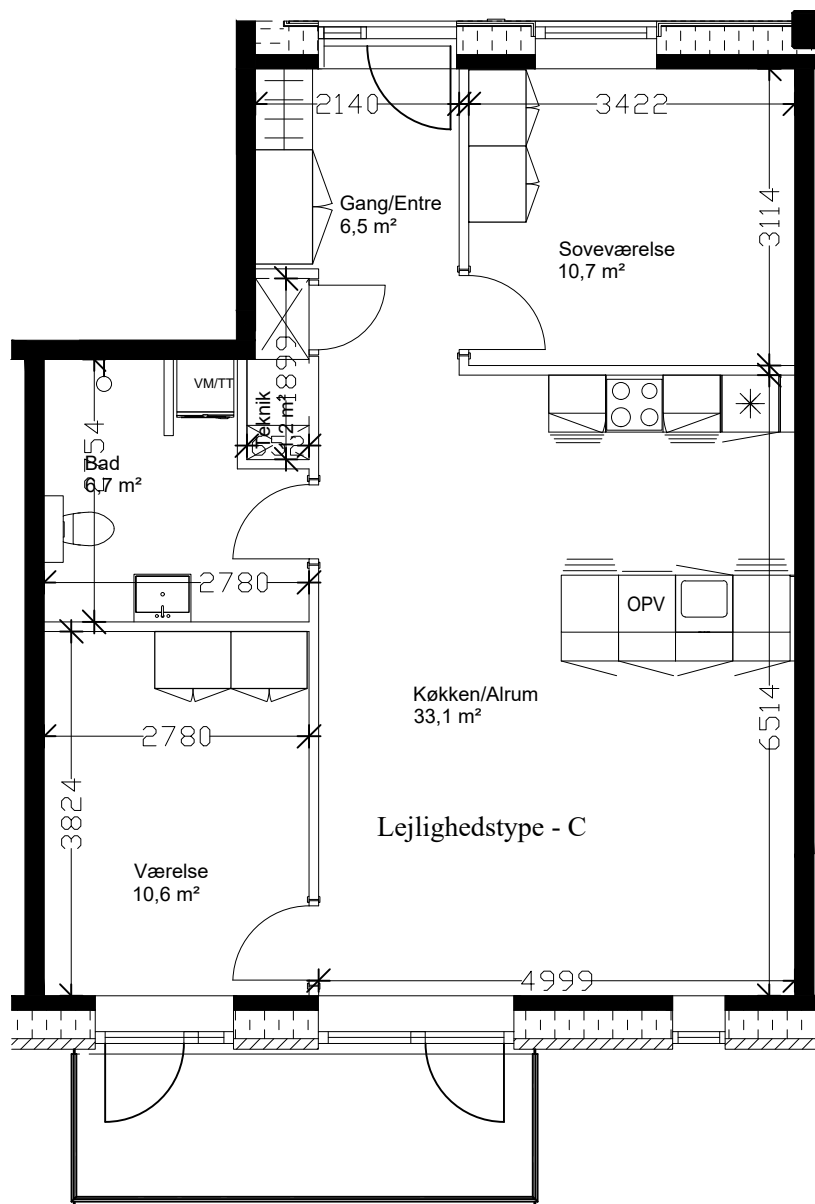 2140
3422
Gang/Entre
6,5 m²
Soveværelse
10,7 m²
3114
1899
VM/TT
Teknik
Bad
6,7 m²
2780
OPV
Køkken/Alrum
33,1 m²
6514
2780
3824
Lejlighedstype - C
Værelse
10,6 m²
4999